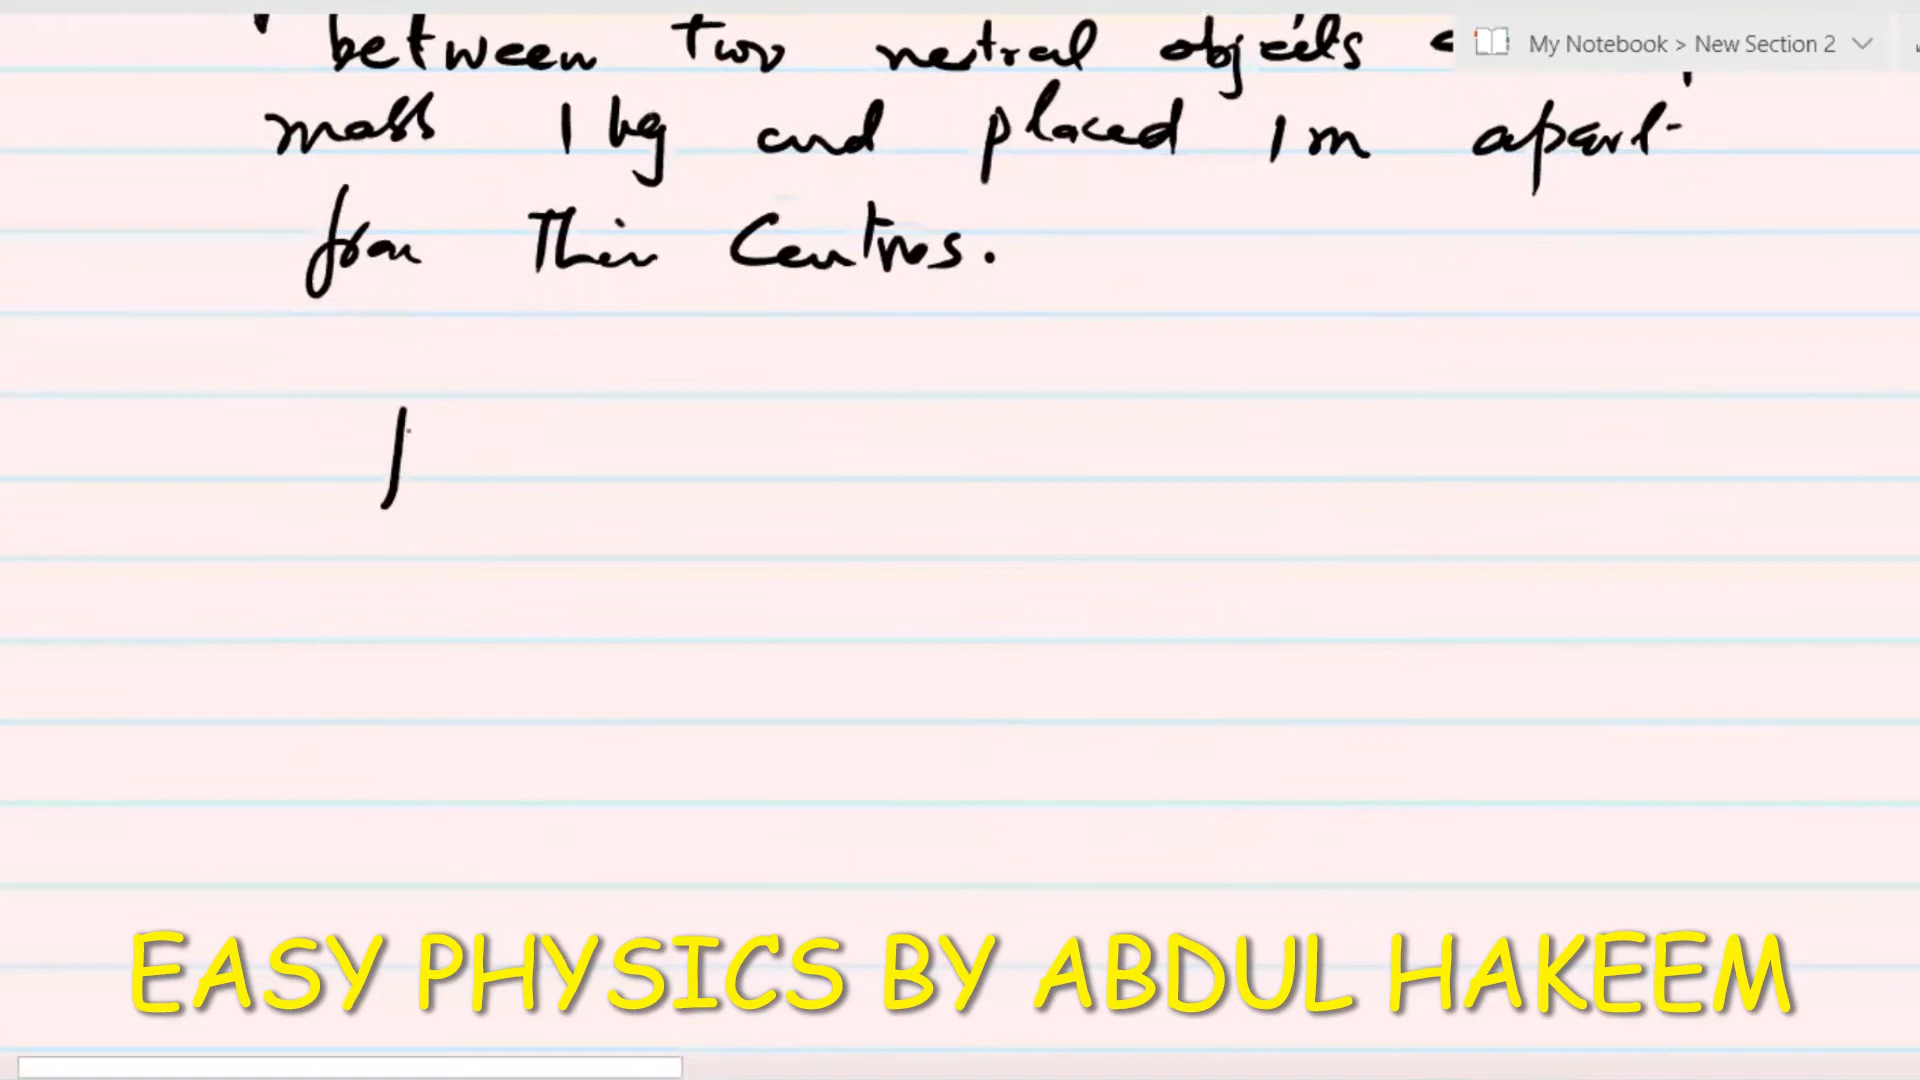 between two neutral objects
My Notebook > New Section 2
mass 1 kg and placed 1 m apart
from Their Centres.
EASY PHYSICS BY ABDUL HAKEEM